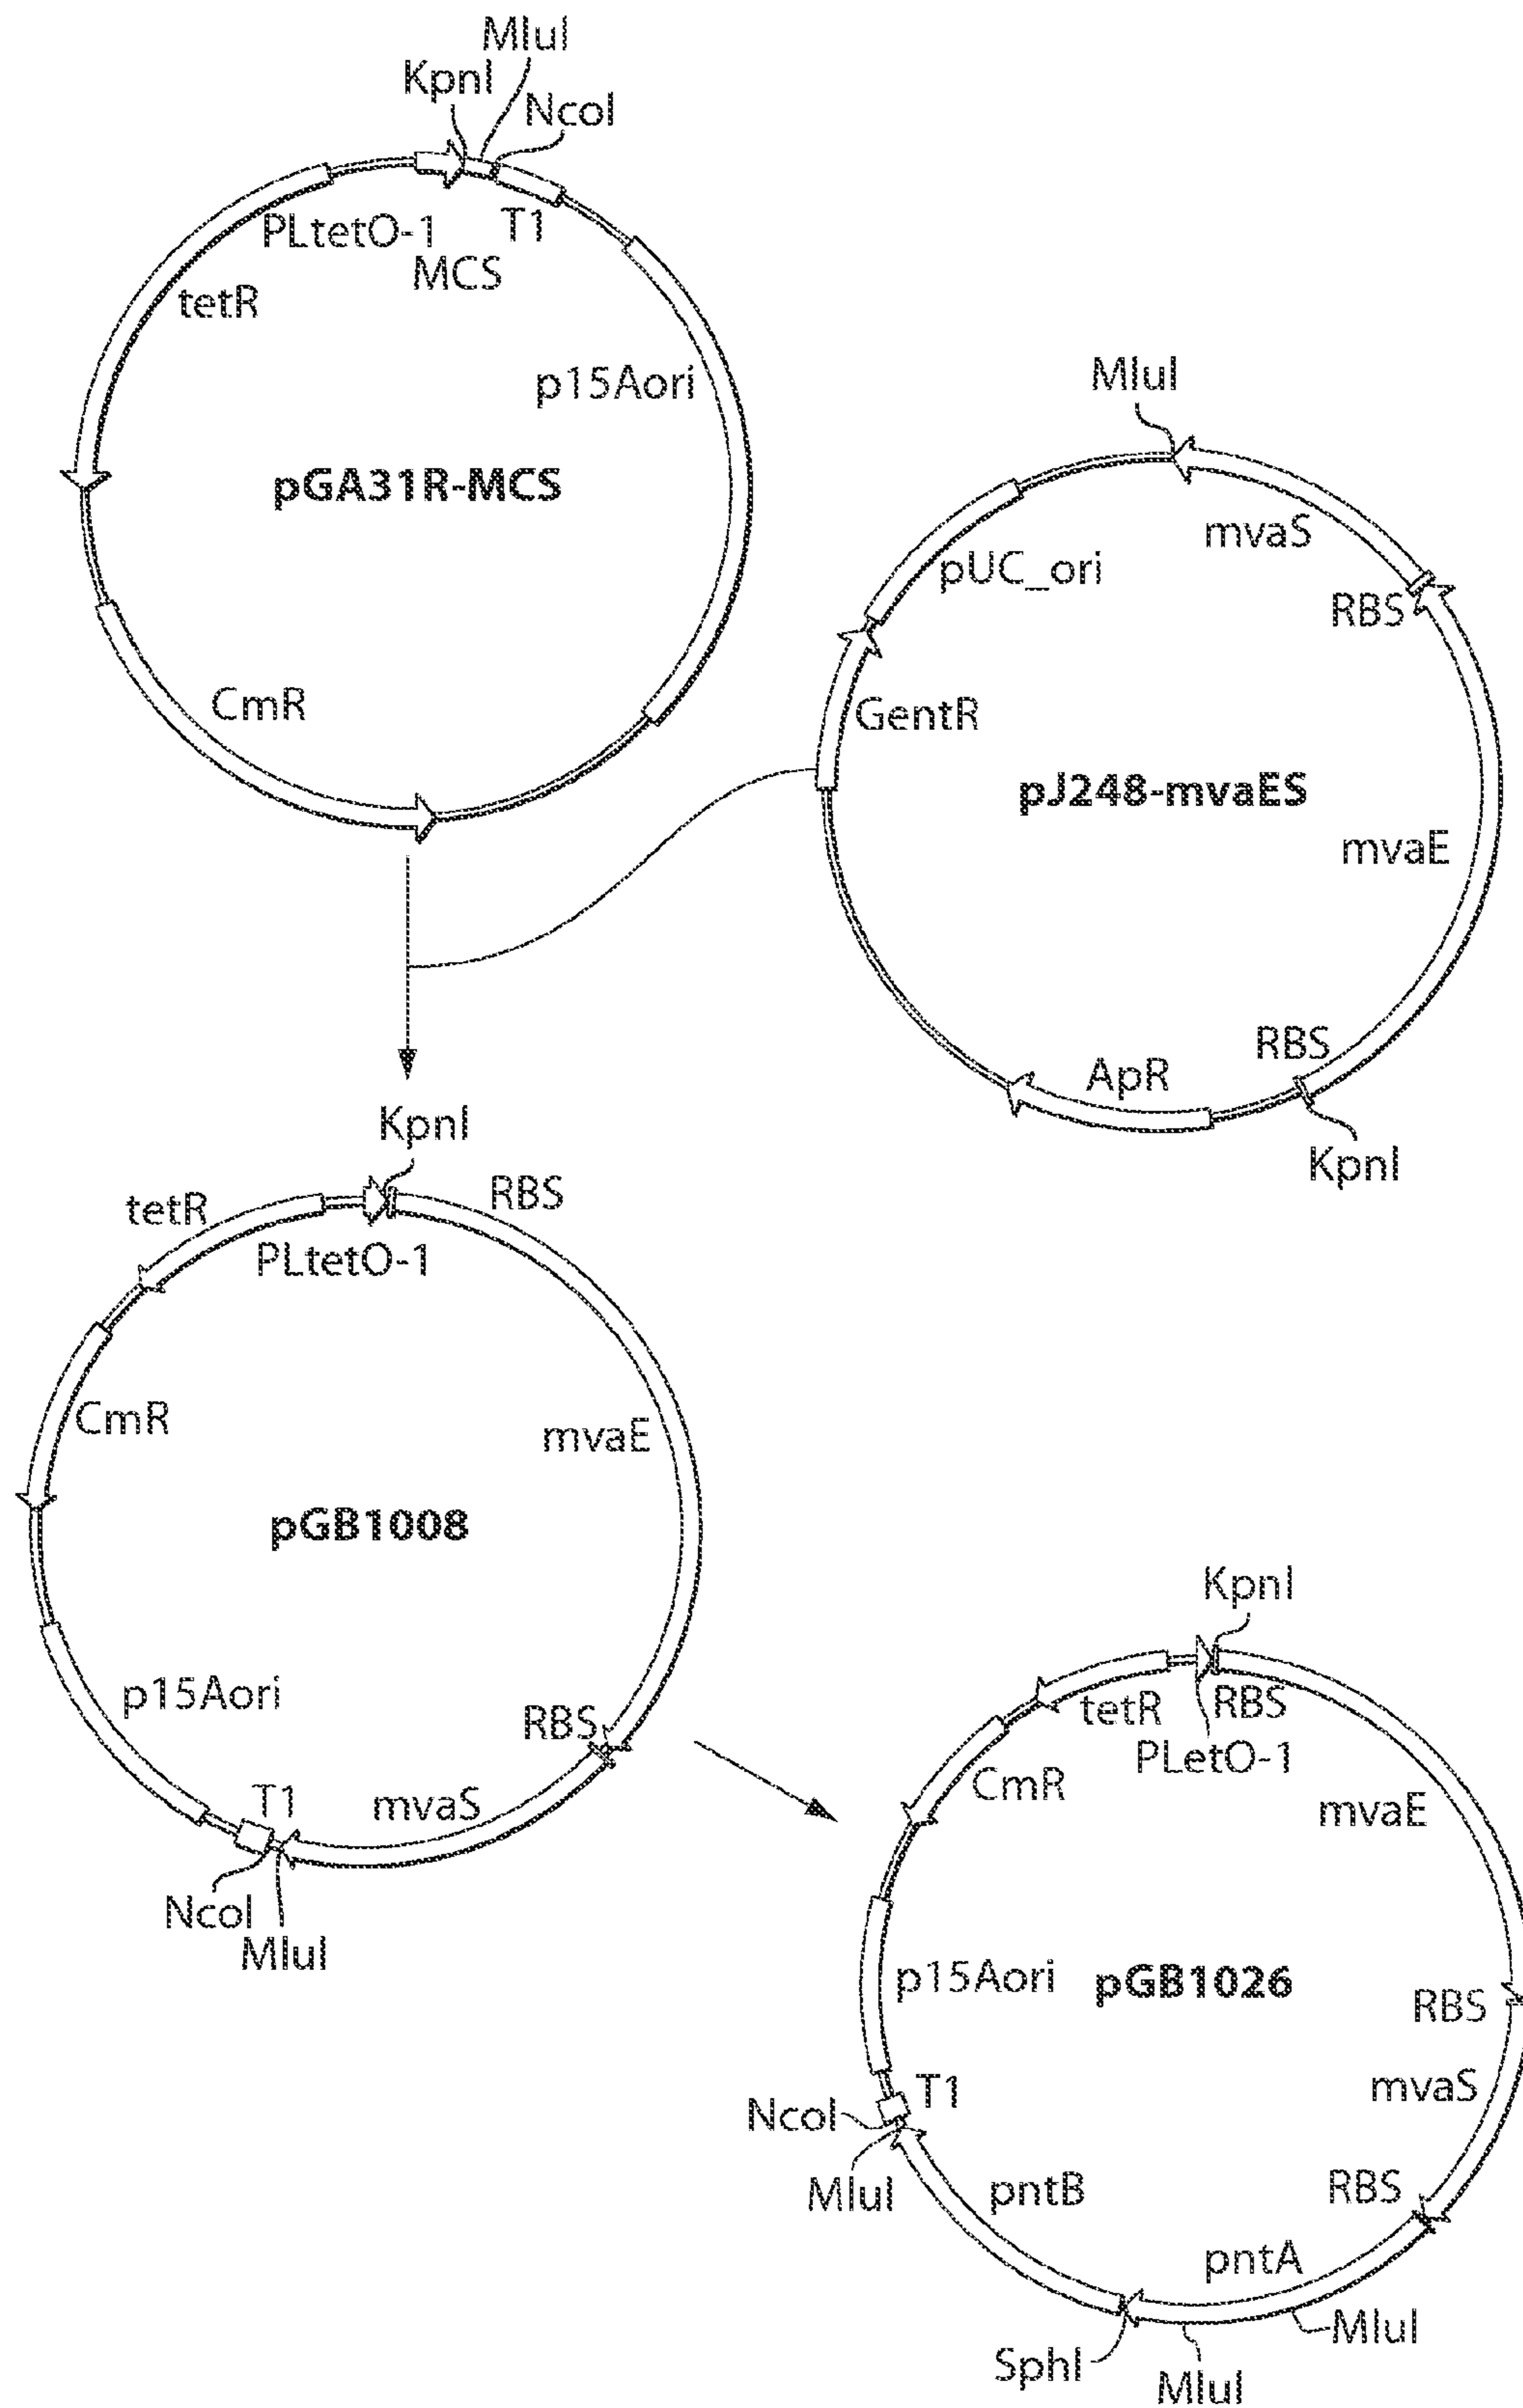 MluI
KpnI
NcoI
PLtetO-1
T1
MCS
tetR
p15Aori
pGA31R-MCS
CmR
MluI
mvaS
pUC_ori
RBS
GentR
pJ248-mvaES
mvaE
RBS
ApR
KpnI
KpnI
RBS
tetR
PLtetO-1
CmR
mvaE
pGB1008
p15Aori
RBS
T1
mvaS
NcoI
MluI
KpnI
tetR
RBS
PLetO-1
CmR
mvaE
p15Aori
pGB1026
RBS
mvaS
T1
NcoI
MluI
pntB
RBS
pntA
MluI
SphI
MluI